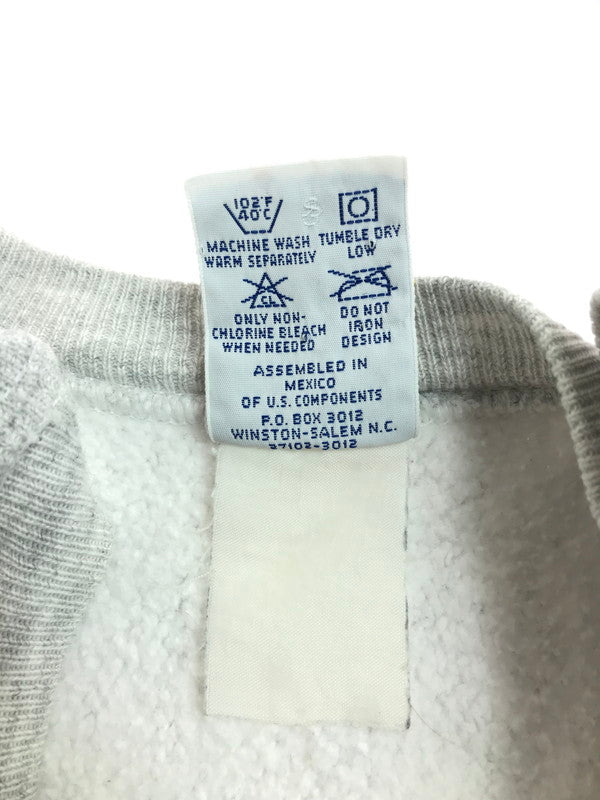 102°F
40°C
MACHINE WASH
WARM SEPARATELY
TUMBLE DRY
LOW
CL
ONLY NON-
CHLORINE BLEACH
WHEN NEEDED
DO NOT
IRON
DESIGN
ASSEMBLED IN
MEXICO
OF U.S. COMPONENTS
P.O. BOX 3012
WINSTON-SALEM N.C.
27102-3012